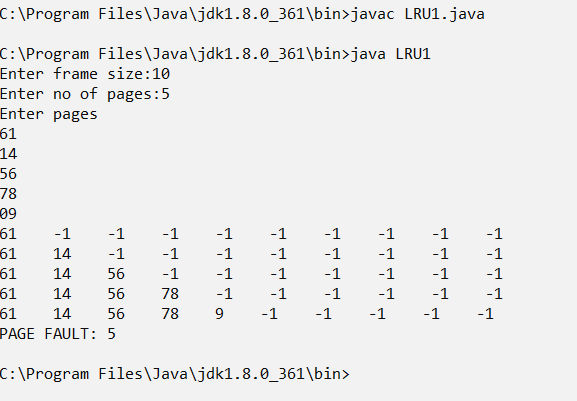 C:\Program Files\Java\jdk1.8.0_361\bin>javac LRU1.java
C:\Program Files\Java\jdk1.8.0_361\bin>java LRU1
Enter frame size:10
Enter no of pages:5
Enter pages
61
14
56
78
09
61 -1 -1 -1 -1 -1 -1 -1 -1 -1
61 14 -1 -1 -1 -1 -1 -1 -1 -1
61 14 56 -1 -1 -1 -1 -1 -1 -1
61 14 56 78 -1 -1 -1 -1 -1 -1
61 14 56 78 9 -1 -1 -1 -1 -1
PAGE FAULT: 5
C:\Program Files\Java\jdk1.8.0_361\bin>